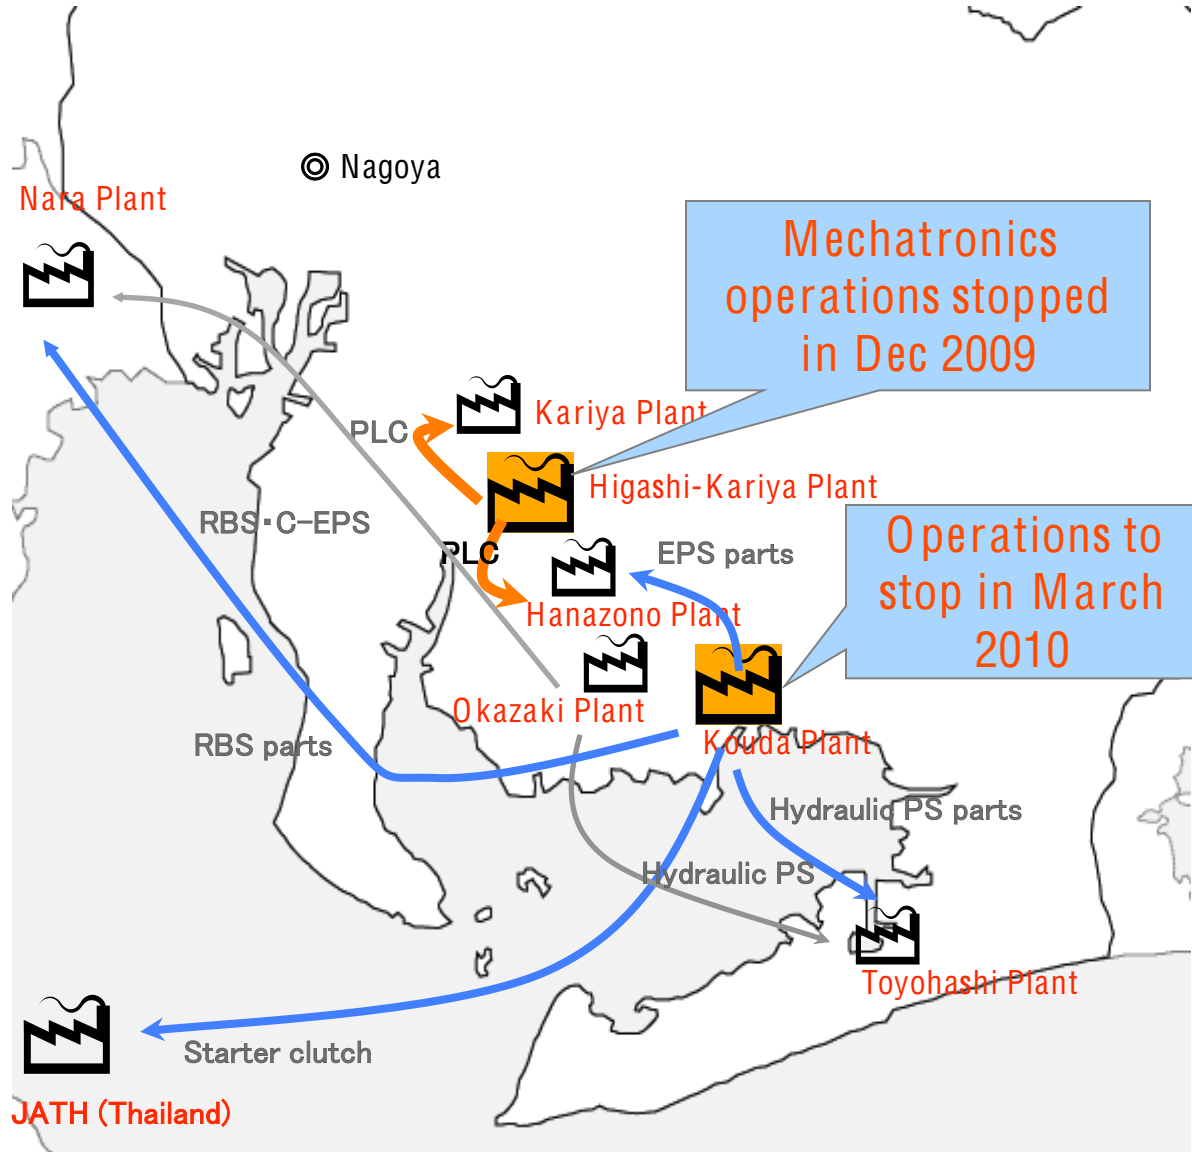 Nagoya
Nara Plant
Mechatronics
operations stopped
in Dec 2009
Kariya Plant
PLC
Higashi-Kariya Plant
RBS・C-EPS
PLC
EPS parts
Operations to
stop in March
2010
Hanazono Plant
Okazaki Plant
Kouda Plant
RBS parts
Hydraulic PS parts
Hydraulic PS
Toyohashi Plant
Starter clutch
JATH (Thailand)